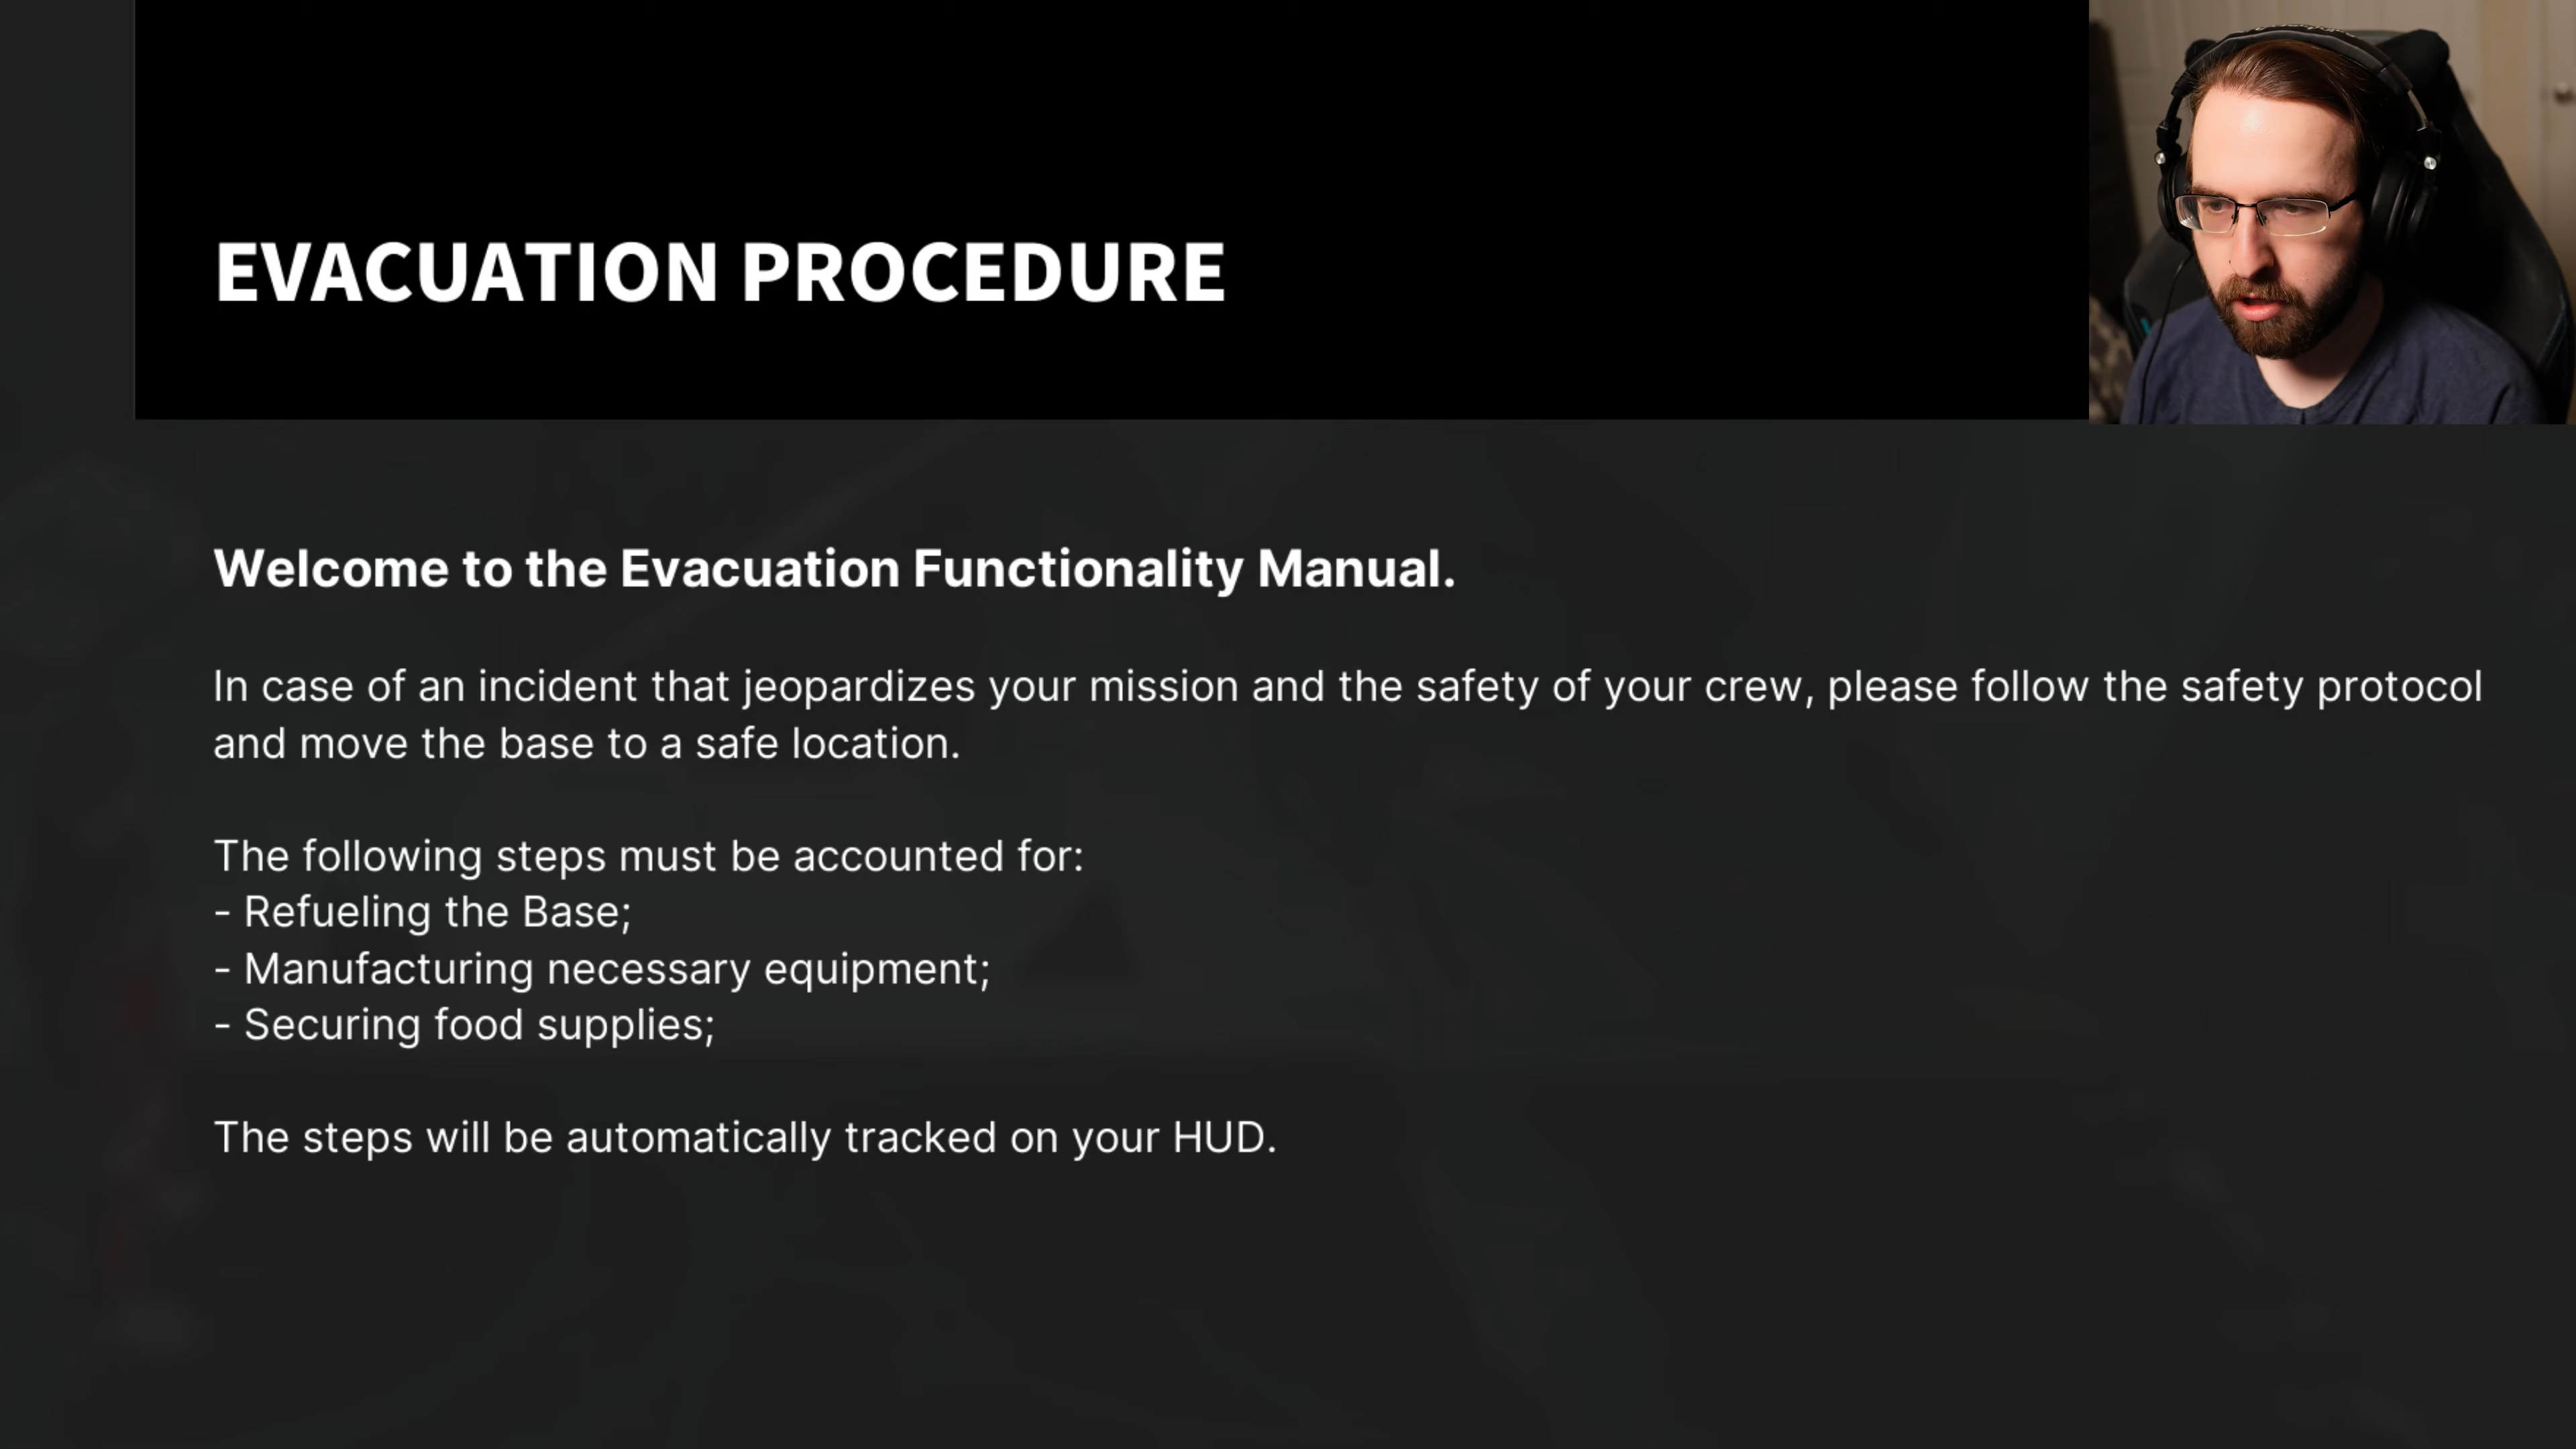 EVACUATION PROCEDURE
Welcome to the Evacuation Functionality Manual.
In case of an incident that jeopardizes your mission and the safety of your crew, please follow the safety protocol
and move the base to a safe location.
The following steps must be accounted for:
- Refueling the Base;
- Manufacturing necessary equipment;
- Securing food supplies;
The steps will be automatically tracked on your HUD.